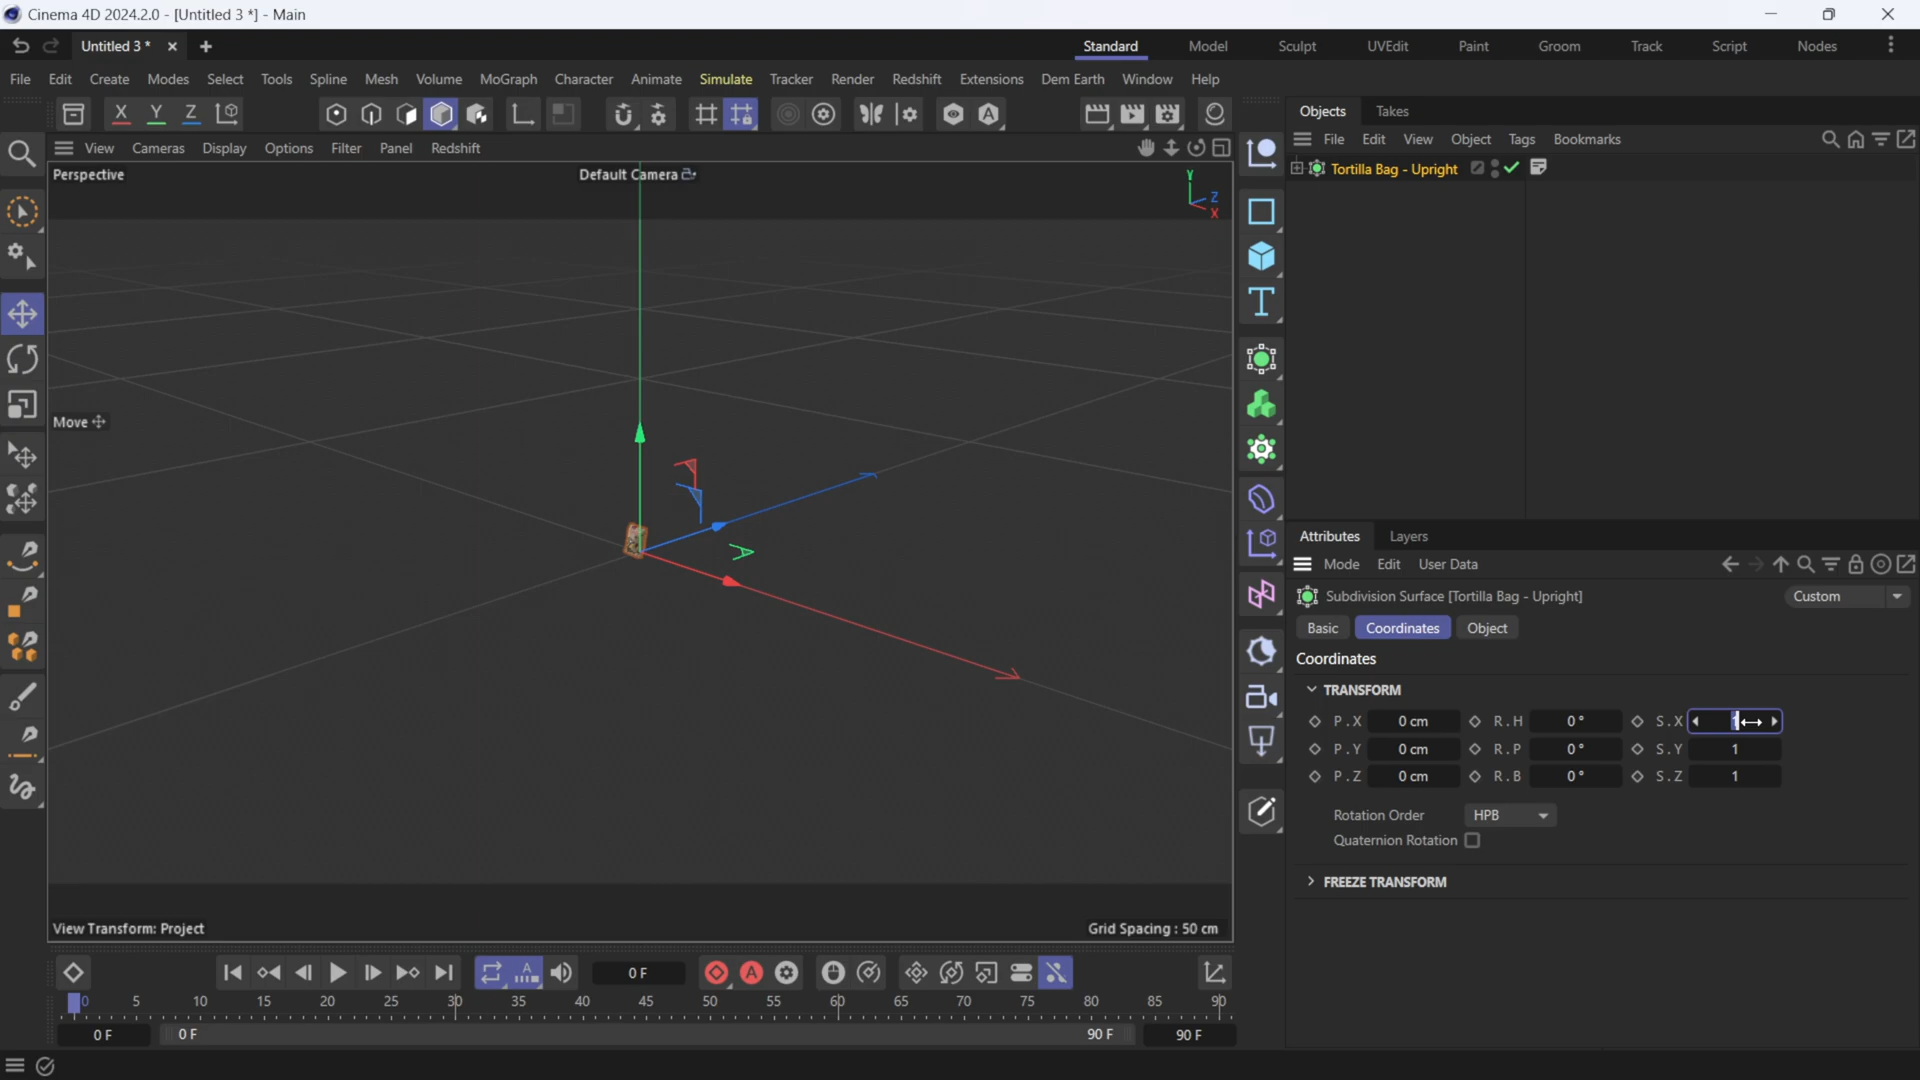 Cinema 4D 2024.2.0 - [Untitled 3 *] - Main
Untitled 3 *
Standard Model Sculpt UVEdit Paint Groom Track Script Nodes
File Edit Create Modes Select Tools Spline Mesh Volume MoGraph Character Animate Simulate Tracker Render Redshift Extensions Dem Earth Window Help
X Y Z
Objects Takes
View Cameras Display Options Filter Panel Redshift
File Edit View Object Tags Bookmarks
Tortilla Bag - Upright
Perspective
Default Camera
Y
Z
X
Move
Attributes Layers
Mode Edit User Data
Subdivision Surface [Tortilla Bag - Upright]
Custom
Basic Coordinates Object
Coordinates
TRANSFORM
P.X 0 cm R.H 0° S.X 1
P.Y 0 cm R.P 0° S.Y 1
P.Z 0 cm R.B 0° S.Z 1
Rotation Order HPB
Quaternion Rotation
FREEZE TRANSFORM
View Transform: Project
Grid Spacing : 50 cm
0 F
0 5 10 15 20 25 30 35 40 45 50 55 60 65 70 75 80 85 90
0 F 0 F 90 F 90 F